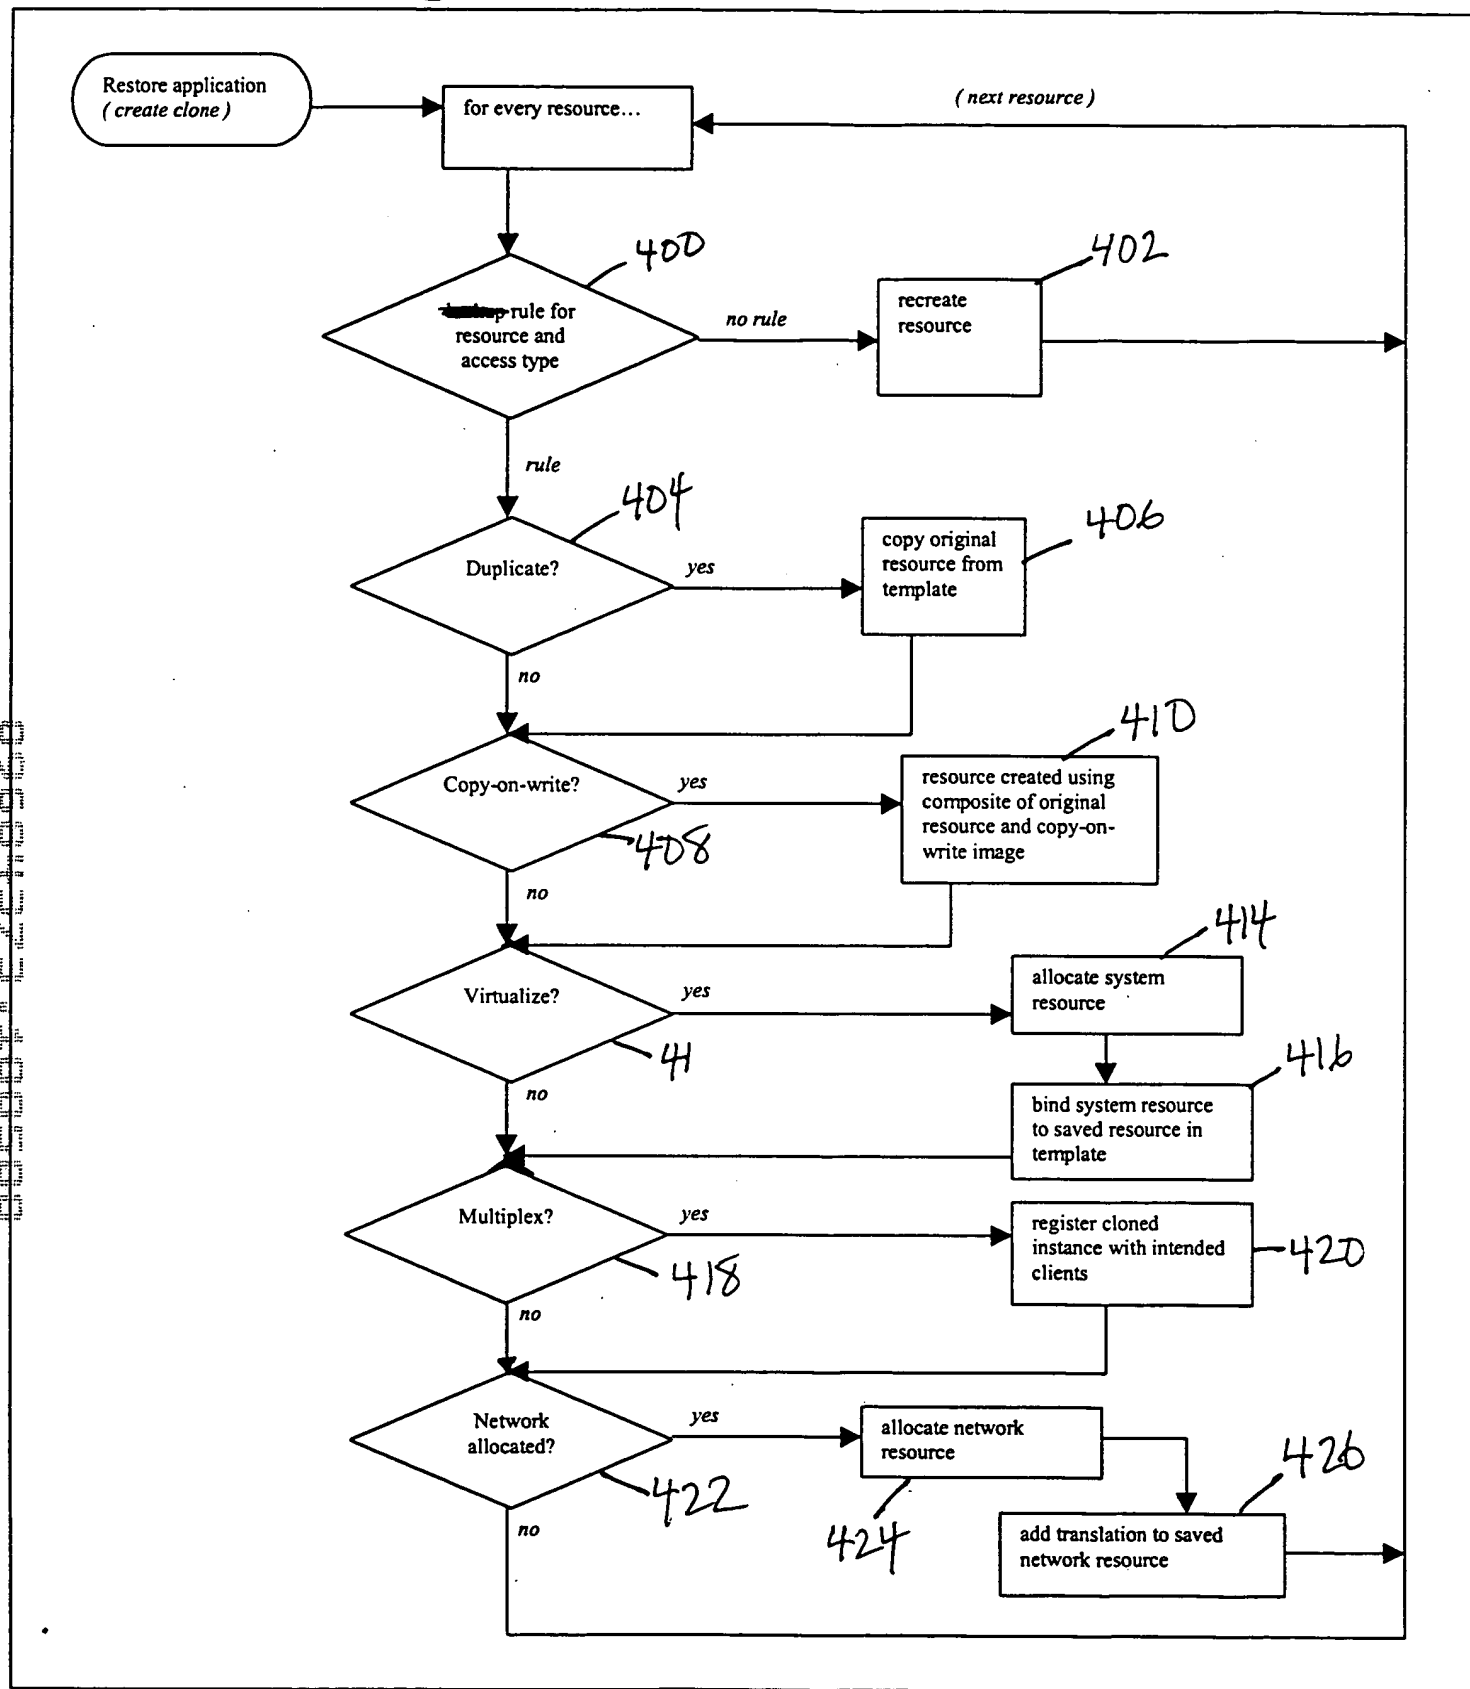 Restore application
( create clone )
for every resource...
( next resource )
400
rule for
resource and
access type
no rule
402
recreate
resource
rule
404
Duplicate?
yes
406
copy original
resource from
template
no
410
Copy-on-write?
yes
resource created using
composite of original
resource and copy-on-
write image
408
no
414
Virtualize?
yes
allocate system
resource
41
416
no
bind system resource
to saved resource in
template
Multiplex?
yes
register cloned
instance with intended
clients
420
418
no
Network
allocated?
yes
allocate network
resource
422
424
426
no
add translation to saved
network resource